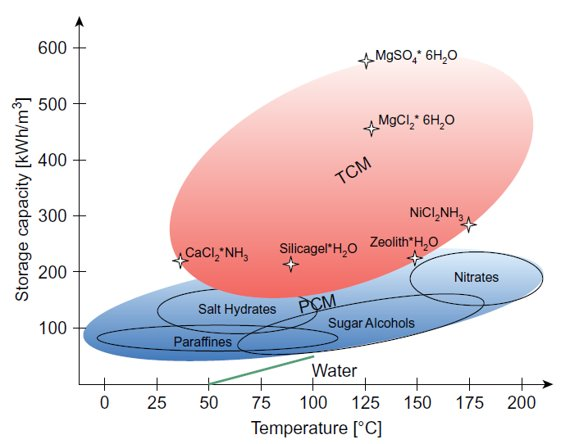 600
MgSO₄* 6H₂O
500
MgCl₂* 6H₂O
400
TCM
Storage capacity [kWh/m³]
300
NiCl₂NH₃
CaCl₂*NH₃
Silicagel*H₂O
Zeolith*H₂O
200
Nitrates
PCM
Salt Hydrates
Sugar Alcohols
100
Paraffines
Water
0 25 50 75 100 125 150 175 200
Temperature [°C]